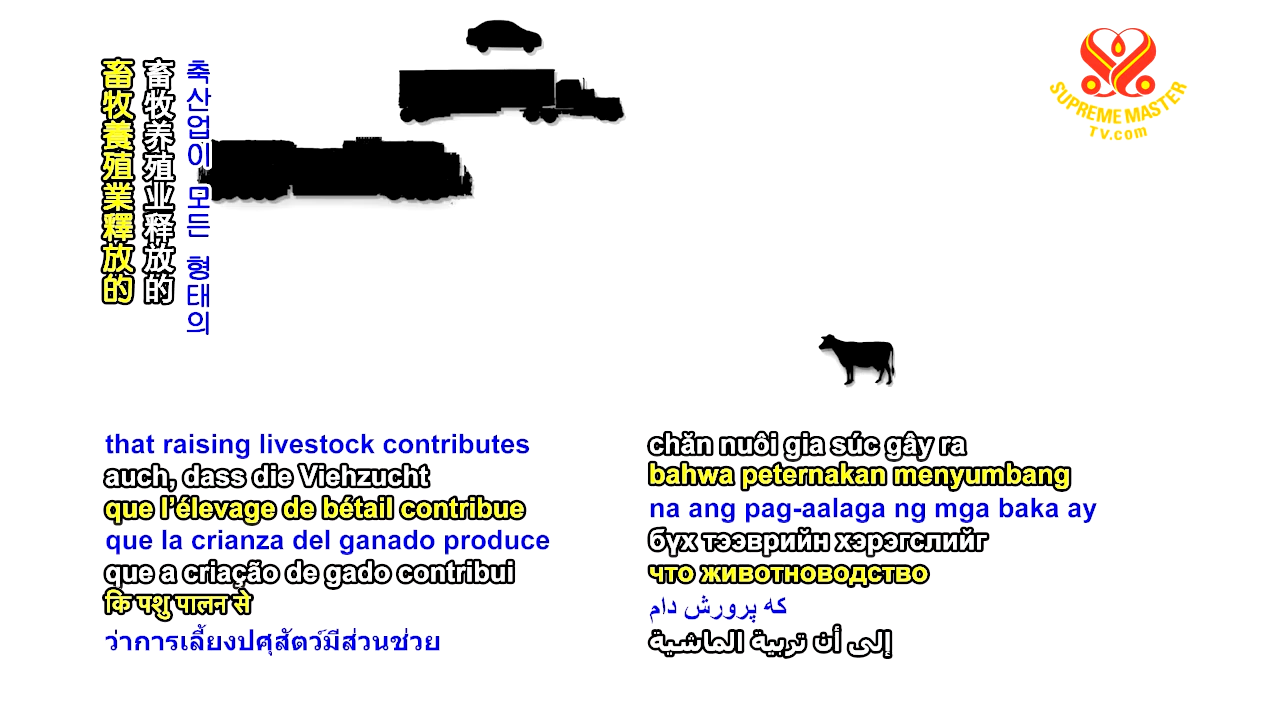 畜牧養殖業釋放的
畜牧养殖业释放的
축산업이 모든 형태의
SUPREME MASTER
TV.com
that raising livestock contributes
auch, dass die Viehzucht
que l’élevage de bétail contribue
que la crianza del ganado produce
que a criação de gado contribui
कि पशु पालन से
ว่าการเลี้ยงปศุสัตว์มีส่วนช่วย
chăn nuôi gia súc gây ra
bahwa peternakan menyumbang
na ang pag-aalaga ng mga baka ay
бүх тээврийн хэрэгслийг
что животноводство
که پرورش دام
إلى أن تربية الماشية